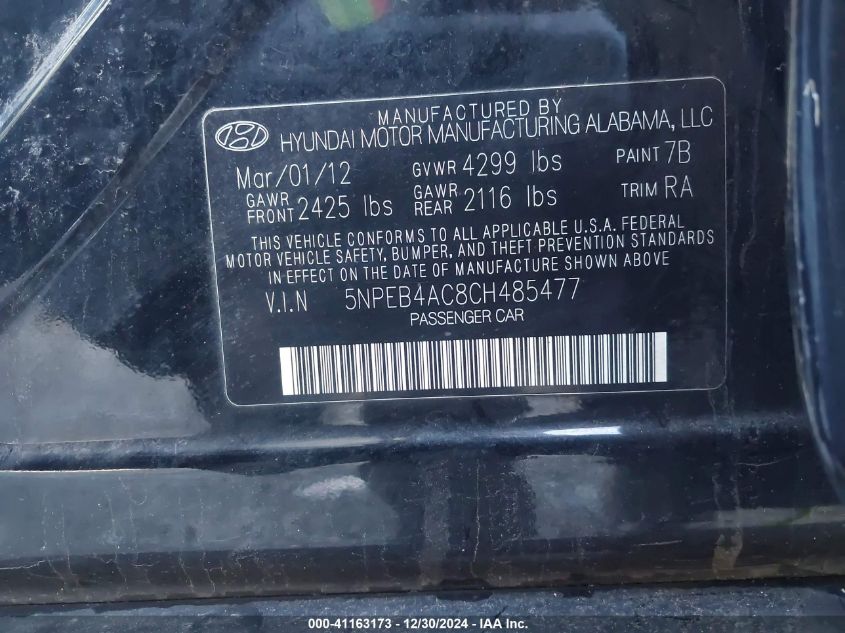 MANUFACTURED BY
HYUNDAI MOTOR MANUFACTURING ALABAMA, LLC
Mar/01/12 GVWR 4299 lbs PAINT 7B
GAWR FRONT 2425 lbs GAWR REAR 2116 lbs TRIM RA
THIS VEHICLE CONFORMS TO ALL APPLICABLE U.S.A. FEDERAL
MOTOR VEHICLE SAFETY, BUMPER, AND THEFT PREVENTION STANDARDS
IN EFFECT ON THE DATE OF MANUFACTURE SHOWN ABOVE
V.I.N 5NPEB4AC8CH485477
PASSENGER CAR
000-41163173 - 12/30/2024 - IAA Inc.